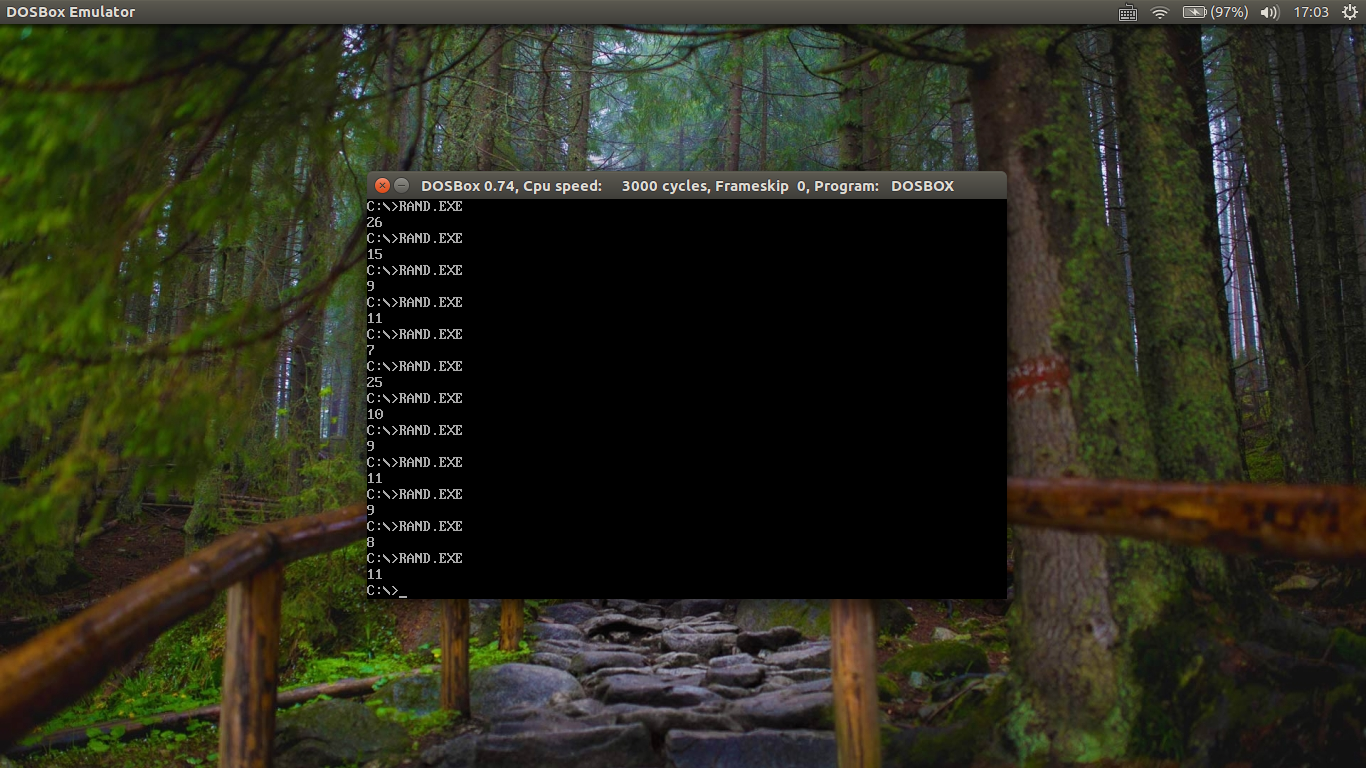 DOSBox Emulator
(97%)
17:03
DOSBox 0.74, Cpu speed: 3000 cycles, Frameskip 0, Program: DOSBOX
C:\>RAND.EXE
26
C:\>RAND.EXE
15
C:\>RAND.EXE
9
C:\>RAND.EXE
11
C:\>RAND.EXE
7
C:\>RAND.EXE
25
C:\>RAND.EXE
10
C:\>RAND.EXE
9
C:\>RAND.EXE
11
C:\>RAND.EXE
9
C:\>RAND.EXE
8
C:\>RAND.EXE
11
C:\>_